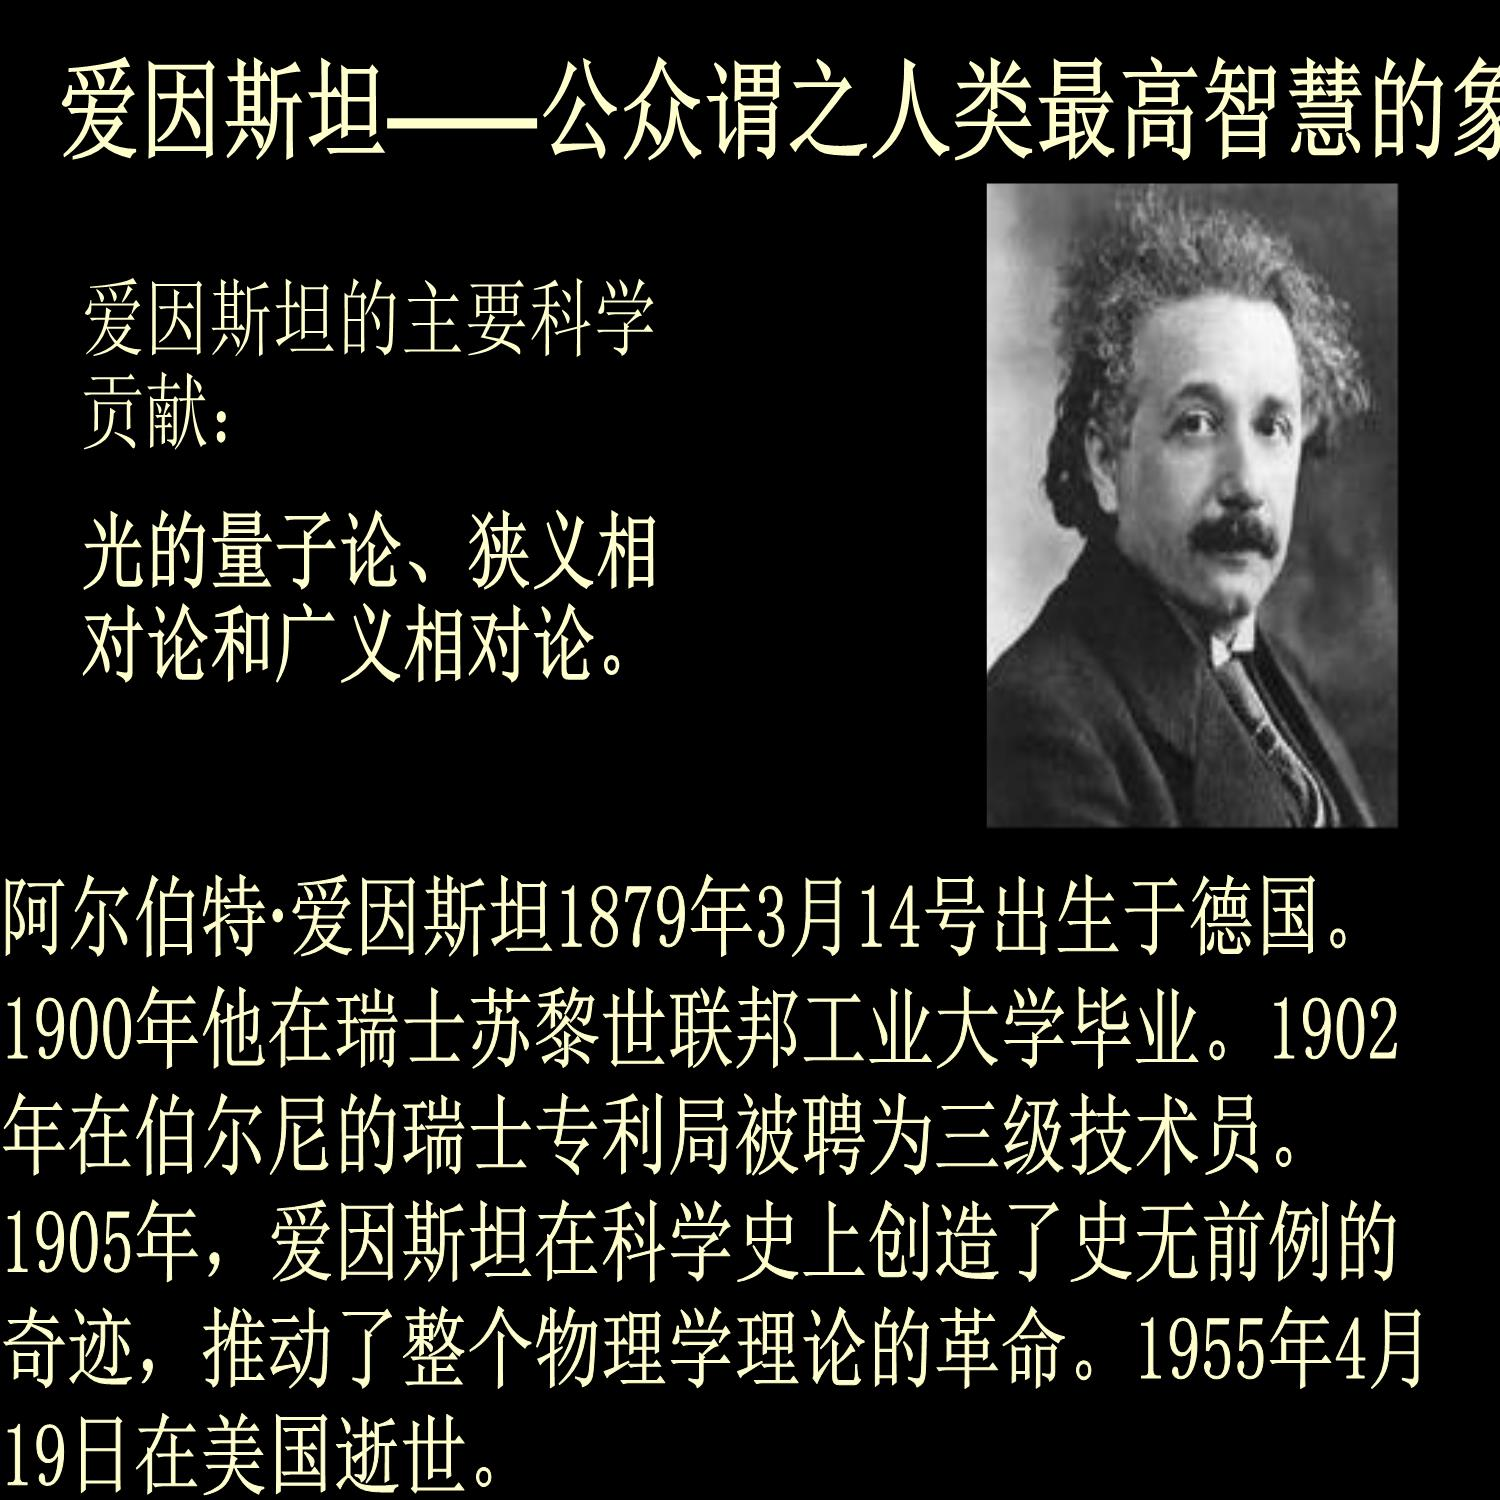 爱因斯坦——公众谓之人类最高智慧的象
爱因斯坦的主要科学
贡献：
光的量子论、狭义相
对论和广义相对论。
阿尔伯特·爱因斯坦1879年3月14号出生于德国。
1900年他在瑞士苏黎世联邦工业大学毕业。1902
年在伯尔尼的瑞士专利局被聘为三级技术员。
1905年，爱因斯坦在科学史上创造了史无前例的
奇迹，推动了整个物理学理论的革命。1955年4月
19日在美国逝世。